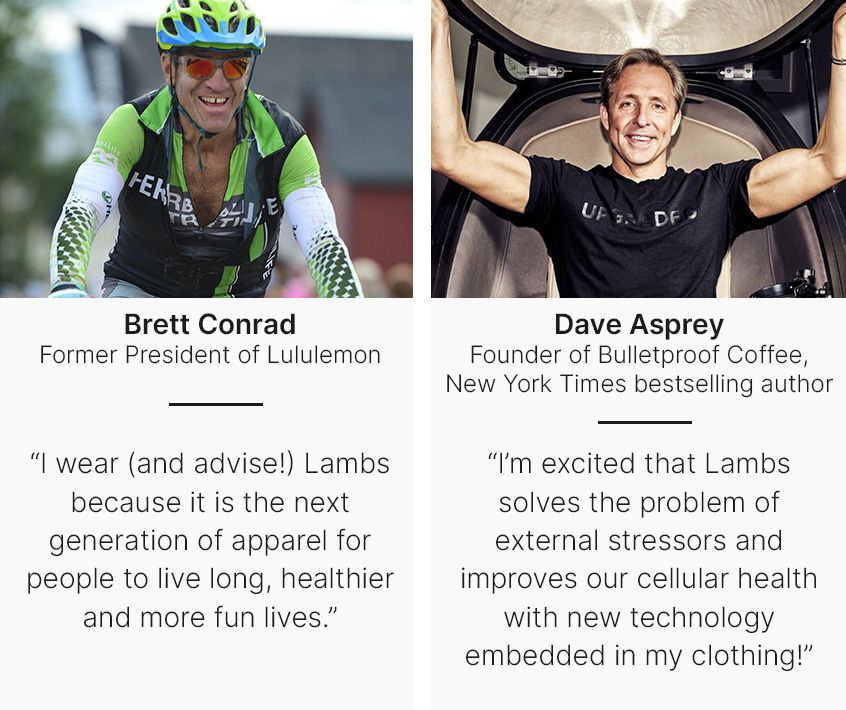 HERBALIFE
TRIATHLON
UPGRADED
Brett Conrad
Former President of Lululemon
“I wear (and advise!) Lambs
because it is the next
generation of apparel for
people to live long, healthier
and more fun lives.”
Dave Asprey
Founder of Bulletproof Coffee,
New York Times bestselling author
“I’m excited that Lambs
solves the problem of
external stressors and
improves our cellular health
with new technology
embedded in my clothing!”